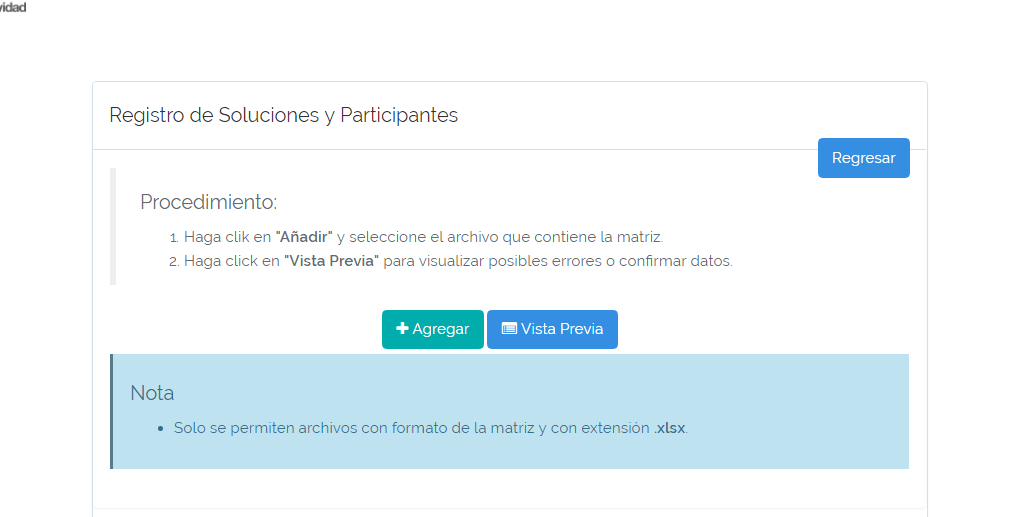 vidad
Registro de Soluciones y Participantes
Regresar
Procedimiento:
1. Haga clik en "Añadir" y seleccione el archivo que contiene la matriz.
2. Haga click en "Vista Previa" para visualizar posibles errores o confirmar datos.
Agregar Vista Previa
Nota
• Solo se permiten archivos con formato de la matriz y con extensión .xlsx.